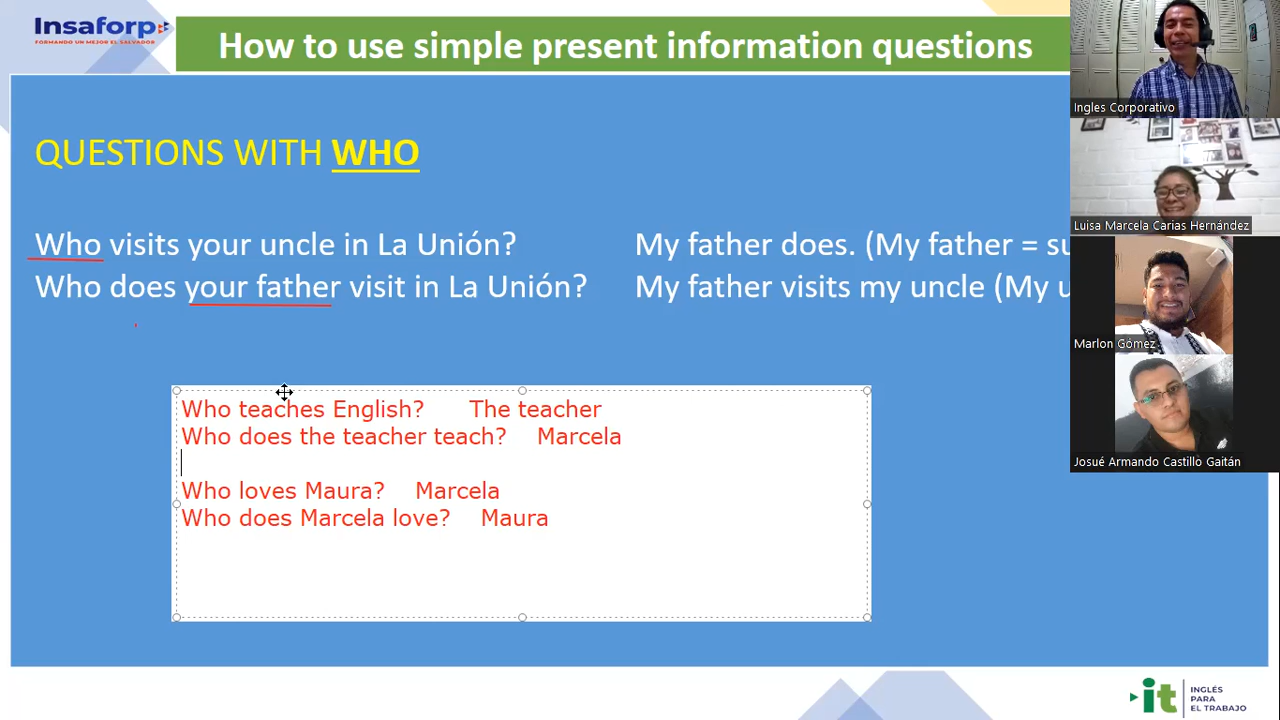 Insaforp
FORMANDO UN MEJOR EL SALVADOR
How to use simple present information questions
QUESTIONS WITH WHO
Who visits your uncle in La Unión? My father does. (My father = su
Who does your father visit in La Unión? My father visits my uncle (My u
Who teaches English? The teacher
Who does the teacher teach? Marcela
Who loves Maura? Marcela
Who does Marcela love? Maura
Ingles Corporativo
Luisa Marcela Carias Hernández
Marlon Gómez
Josué Armando Castillo Gaitán
it
INGLÉS
PARA
EL TRABAJO